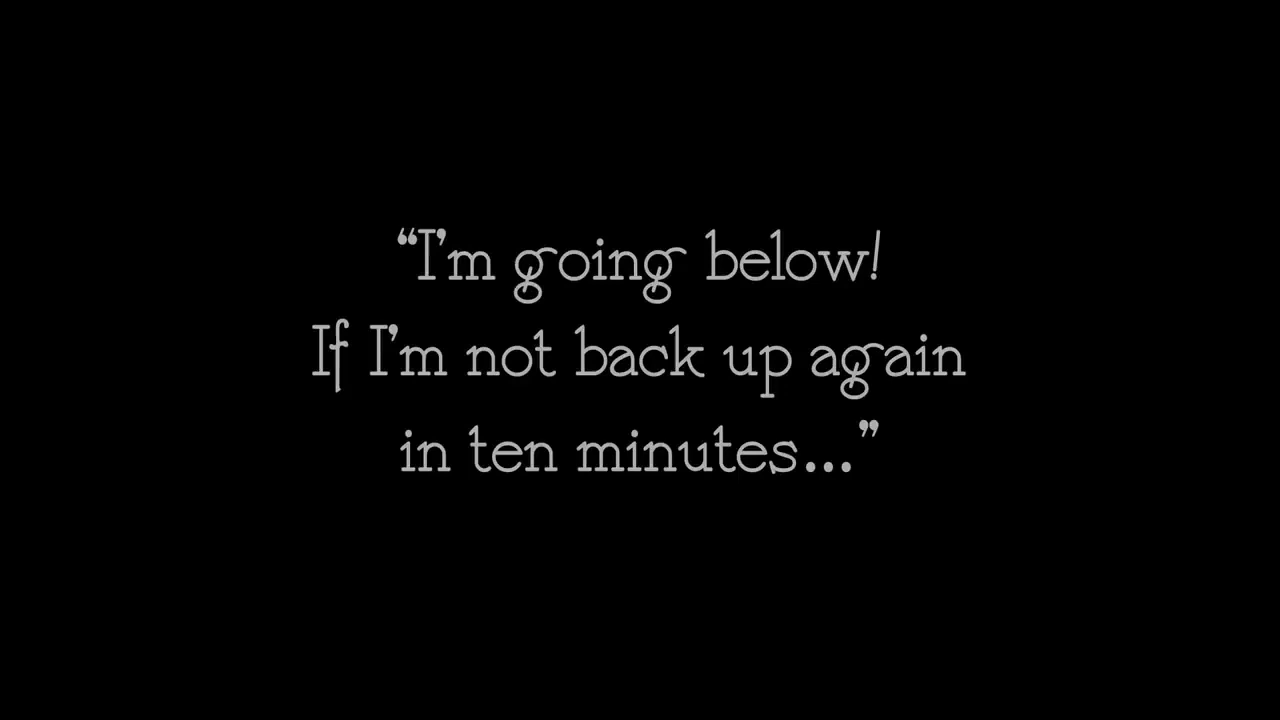 “I’m going below!
If I’m not back up again
in ten minutes...”